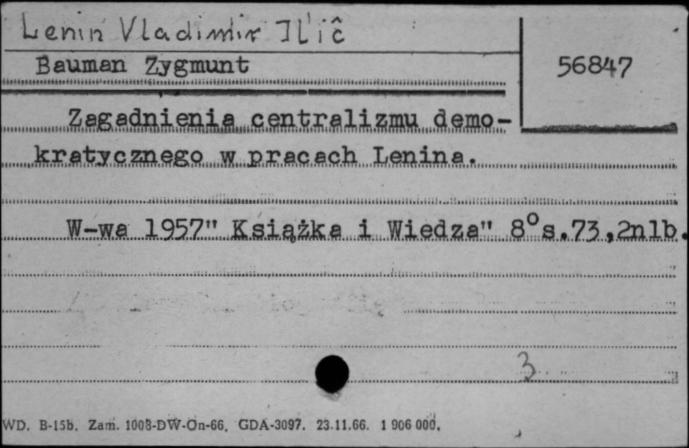 Lenin Vladimir Il'ič
Bauman Zygmunt
56847
Zagadnienia centralizmu demo-
kratycznego w pracach Lenina.
W-wa 1957" Książka i Wiedza" 8° s.73,2nlb.
3
WD. B-15b. Zam. 1008-DW-On-66. GDA-3097. 23.11.66. 1 906 000.